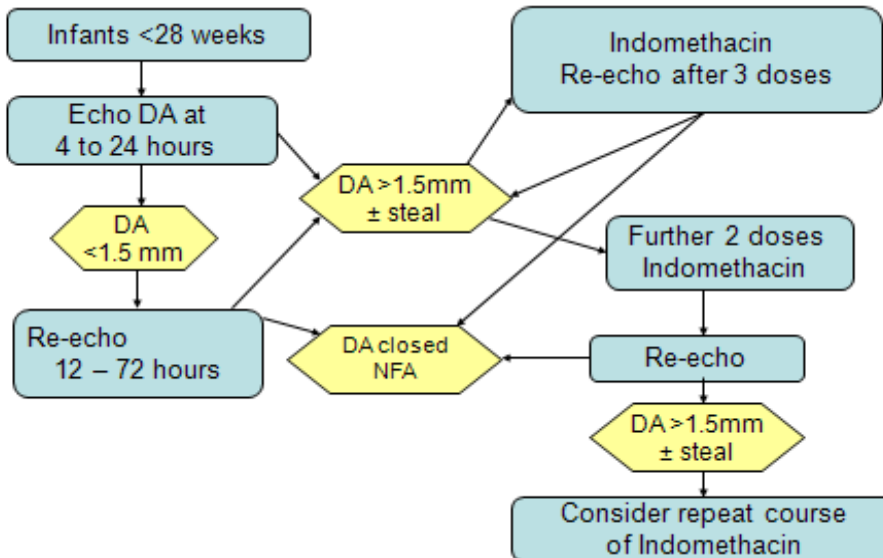 Infants <28 weeks
Echo DA at
4 to 24 hours
DA
<1.5 mm
Re-echo
12 – 72 hours
DA >1.5mm
± steal
DA closed
NFA
Indomethacin
Re-echo after 3 doses
Further 2 doses
Indomethacin
Re-echo
DA >1.5mm
± steal
Consider repeat course
of Indomethacin